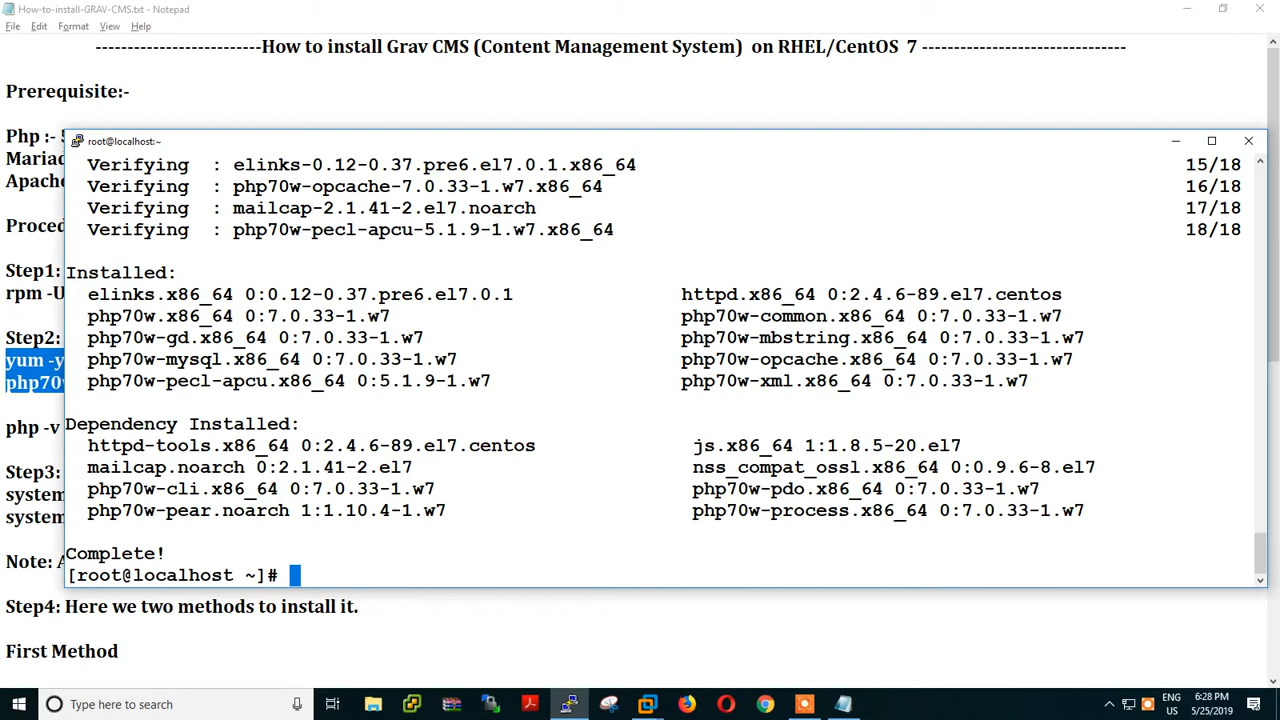 How-to-install-GRAV-CMS.txt - Notepad
File Edit Format View Help
--------------------------How to install Grav CMS (Content Management System)  on RHEL/CentOS  7 --------------------------------
Prerequisite:-
Php :- 5
Mariad
Apache
root@localhost:~
Verifying  : elinks-0.12-0.37.pre6.el7.0.1.x86_64 15/18
Verifying  : php70w-opcache-7.0.33-1.w7.x86_64 16/18
Verifying  : mailcap-2.1.41-2.el7.noarch 17/18
Verifying  : php70w-pecl-apcu-5.1.9-1.w7.x86_64 18/18
Proced
Step1:
rpm -U
Step2:
yum -y
php70w
php -v
Step3:
system
system
Note: A
Installed:
elinks.x86_64 0:0.12-0.37.pre6.el7.0.1 httpd.x86_64 0:2.4.6-89.el7.centos
php70w.x86_64 0:7.0.33-1.w7 php70w-common.x86_64 0:7.0.33-1.w7
php70w-gd.x86_64 0:7.0.33-1.w7 php70w-mbstring.x86_64 0:7.0.33-1.w7
php70w-mysql.x86_64 0:7.0.33-1.w7 php70w-opcache.x86_64 0:7.0.33-1.w7
php70w-pecl-apcu.x86_64 0:5.1.9-1.w7 php70w-xml.x86_64 0:7.0.33-1.w7
Dependency Installed:
httpd-tools.x86_64 0:2.4.6-89.el7.centos js.x86_64 1:1.8.5-20.el7
mailcap.noarch 0:2.1.41-2.el7 nss_compat_ossl.x86_64 0:0.9.6-8.el7
php70w-cli.x86_64 0:7.0.33-1.w7 php70w-pdo.x86_64 0:7.0.33-1.w7
php70w-pear.noarch 1:1.10.4-1.w7 php70w-process.x86_64 0:7.0.33-1.w7
Complete!
[root@localhost ~]#
Step4: Here we two methods to install it.
First Method
Type here to search
ENG
US
6:28 PM
5/25/2019